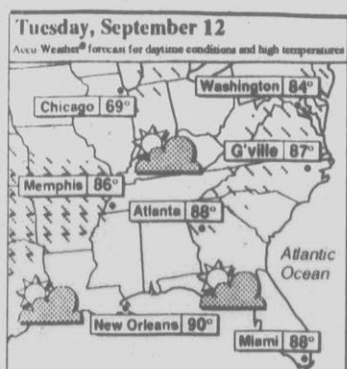 Tuesday, September 12
Accu Weather® forecast for daytime conditions and high temperatures
Washington 84°
Chicago 69°
G'ville 87°
Memphis 86°
Atlanta 88°
Atlantic
Ocean
New Orleans 90°
Miami 88°